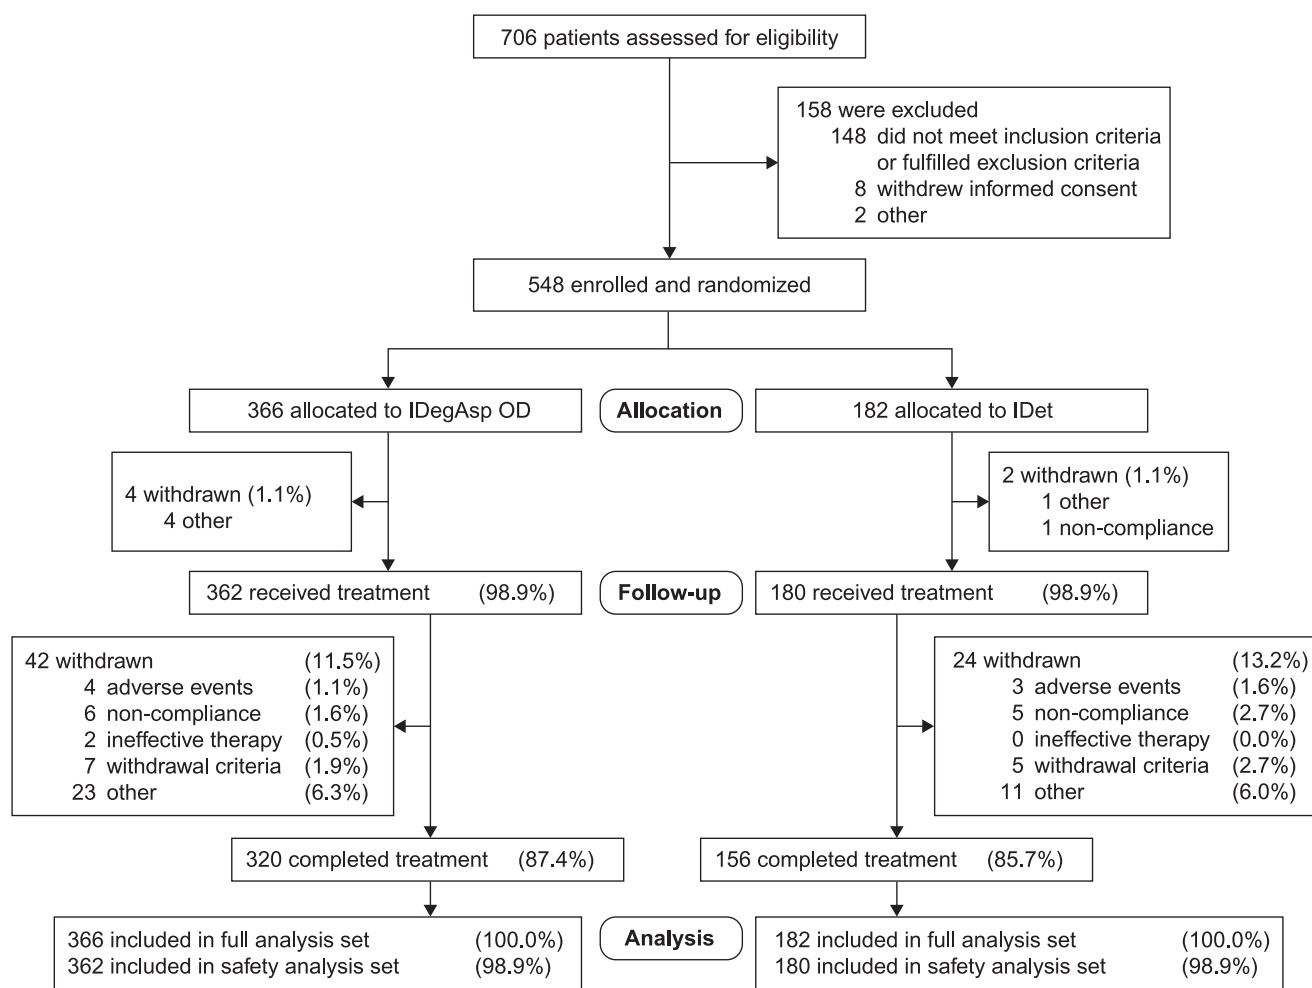 706 patients assessed for eligibility
158 were excluded
148 did not meet inclusion criteria
or fulfilled exclusion criteria
8 withdrew informed consent
2 other
548 enrolled and randomized
366 allocated to IDegAsp OD
Allocation
182 allocated to IDet
4 withdrawn (1.1%)
4 other
2 withdrawn (1.1%)
1 other
1 non-compliance
362 received treatment (98.9%)
Follow-up
180 received treatment (98.9%)
42 withdrawn (11.5%)
4 adverse events (1.1%)
6 non-compliance (1.6%)
2 ineffective therapy (0.5%)
7 withdrawal criteria (1.9%)
23 other (6.3%)
24 withdrawn (13.2%)
3 adverse events (1.6%)
5 non-compliance (2.7%)
0 ineffective therapy (0.0%)
5 withdrawal criteria (2.7%)
11 other (6.0%)
320 completed treatment (87.4%)
156 completed treatment (85.7%)
366 included in full analysis set (100.0%)
362 included in safety analysis set (98.9%)
Analysis
182 included in full analysis set (100.0%)
180 included in safety analysis set (98.9%)